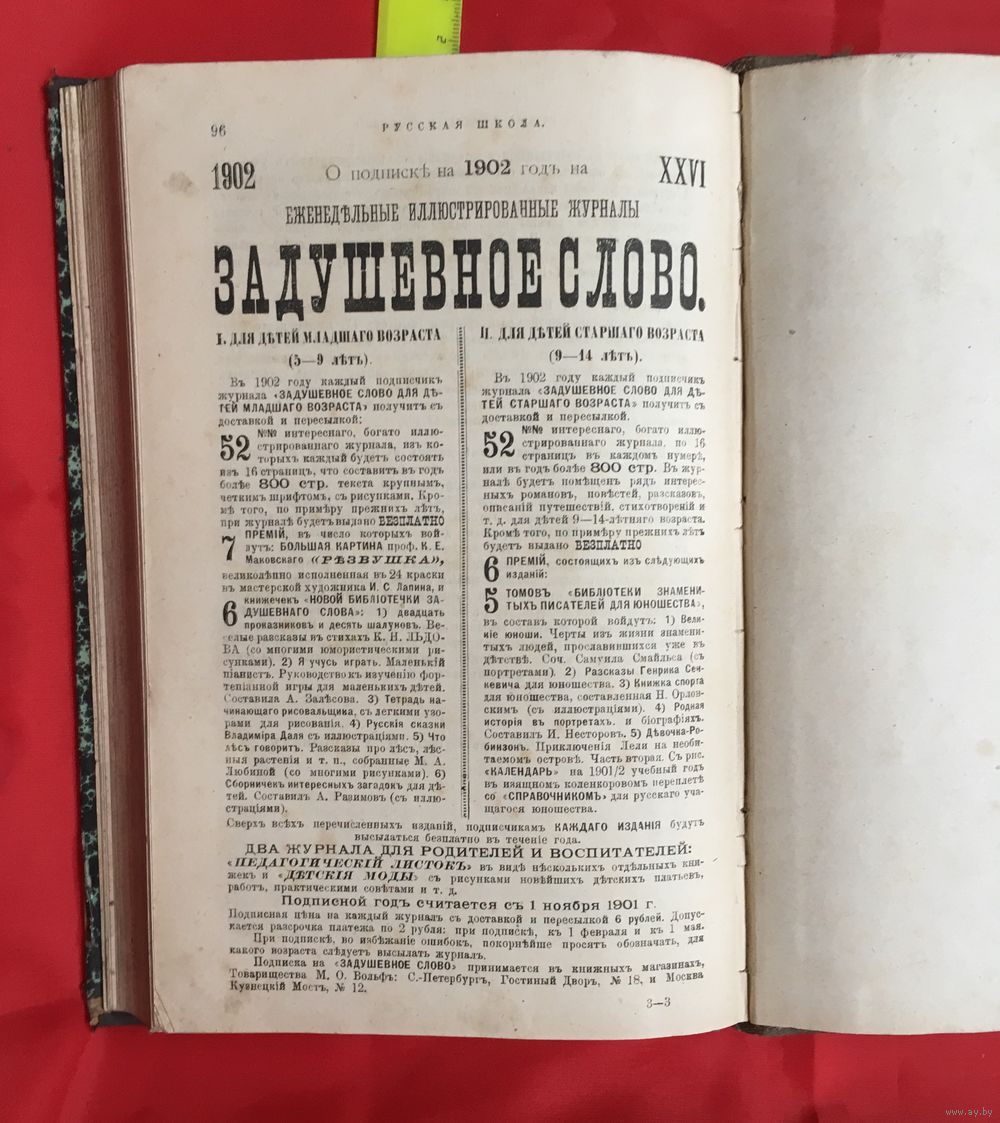 2
96
РУССКАЯ ШКОЛА.
1902 О подпискѣ на 1902 годъ на XXVI
ЕЖЕНЕДѢЛЬНЫЕ ИЛЛЮСТРИРОВАННЫЕ ЖУРНАЛЫ
ЗАДУШЕВНОЕ СЛОВО.
I. ДЛЯ ДѢТЕЙ МЛАДШАГО ВОЗРАСТА
(5—9 лѣтъ).
Въ 1902 году каждый подписчикъ
журнала «ЗАДУШЕВНОЕ СЛОВО ДЛЯ ДѢ-
ТЕЙ МЛАДШАГО ВОЗРАСТА» получитъ съ
доставкой и пересылкой:
52 №№ интереснаго, богато иллю-
стрированнаго журнала, изъ ко-
торыхъ каждый будетъ состоять
изъ 16 страницъ, что составитъ въ годъ
болѣе 800 стр. текста крупнымъ,
четкимъ шрифтомъ, съ рисунками. Кро-
мѣ того, по примѣру прежнихъ лѣтъ,
при журналѣ будетъ выдано БЕЗПЛАТНО
7 ПРЕМІЙ, въ число которыхъ вой-
дутъ: БОЛЬШАЯ КАРТИНА проф. К. Е.
Маковскаго «РѢЗВУШКА»,
великолѣпно исполненная въ 24 краски
въ мастерской художника И. С Лапина, и
6 книжечекъ «НОВОЙ БИБЛІОТЕЧКИ ЗА-
ДУШЕВНАГО СЛОВА»: 1) двадцать
проказниковъ и десять шалуновъ. Ве-
селые разсказы въ стихахъ К. Н. ЛЬДО-
ВА (со многими юмористическими ри-
сунками). 2) Я учусь играть. Маленькій
піанистъ. Руководство къ изученію фор-
тепіанной игры для маленькихъ дѣтей.
Составила А. Залѣсова. 3) Тетрадь на-
чинающаго рисовальщика, съ легкими узо-
рами для рисованія. 4) Русскія сказки
Владиміра Даля съ иллюстраціями. 5) Что
лѣсъ говоритъ. Разсказы про лѣсъ, лѣс-
ныя растенія и т. п., собранные М. А.
Любиной (со многими рисунками). 6)
Сборничекъ интересныхъ загадокъ для дѣ-
тей. Составилъ А. Разимовъ (съ иллю-
страціями).
II. ДЛЯ ДѢТЕЙ СТАРШАГО ВОЗРАСТА
(9—14 лѣтъ).
Въ 1902 году каждый подписчикъ
журнала «ЗАДУШЕВНОЕ СЛОВО ДЛЯ ДѢ-
ТЕЙ СТАРШАГО ВОЗРАСТА» получитъ съ
доставкой и пересылкой.
52 №№ интереснаго, богато иллю-
стрированнаго журнала, по 16
страницъ въ каждомъ нумерѣ,
или въ годъ болѣе 800 стр. Въ жур-
налѣ будетъ помѣщенъ рядъ интерес-
ныхъ романовъ, повѣстей, разсказовъ,
описаній путешествій, стихотвореній и
т. д. для дѣтей 9—14-лѣтняго возраста.
Кромѣ того, по примѣру прежнихъ лѣтъ
будетъ выдано БЕЗПЛАТНО
6 ПРЕМІЙ, состоящихъ изъ слѣдующихъ
изданій:
5 ТОМОВЪ «БИБЛІОТЕКИ ЗНАМЕНИ-
ТЫХЪ ПИСАТЕЛЕЙ ДЛЯ ЮНОШЕСТВА»,
въ составъ которой войдутъ: 1) Вели-
кіе юноши. Черты изъ жизни знамени-
тыхъ людей, прославившихся уже въ
дѣтствѣ. Соч. Самуила Смайльса (съ
портретами). 2) Разсказы Генрика Сен-
кевича для юношества. 3) Книжка спорта
для юношества, составленная Н. Орлов-
скимъ (съ иллюстраціями). 4) Родная
исторія въ портретахъ. и біографіяхъ.
Составилъ И. Несторовъ. 5) Дѣвочка-Ро-
бинзонъ. Приключенія Лели на необи-
таемомъ островѣ. Часть вторая. Съ рис.
«КАЛЕНДАРЬ» на 1901/2 учебный годъ
въ изящномъ коленкоровомъ переплетѣ
со «СПРАВОЧНИКОМЪ» для русскаго уча-
щагося юношества.
Сверхъ всѣхъ перечисленныхъ изданій, подписчикамъ КАЖДАГО ИЗДАНІЯ будутъ
высылаться безплатно въ теченіе года.
ДВА ЖУРНАЛА ДЛЯ РОДИТЕЛЕЙ И ВОСПИТАТЕЛЕЙ:
«ПЕДАГОГИЧЕСКІЙ ЛИСТОКЪ» въ видѣ нѣсколькихъ отдѣльныхъ кни-
жекъ и «ДѢТСКІЯ МОДЫ» съ рисунками новѣйшихъ дѣтскихъ платьевъ,
работъ, практическими совѣтами и т. д.
Подписной годъ считается съ 1 ноября 1901 г.
Подписная цѣна на каждый журналъ съ доставкой и пересылкой 6 рублей. Допус-
кается разсрочка платежа по 2 рубля: при подпискѣ, къ 1 февраля и къ 1 мая.
При подпискѣ, во избѣжаніе ошибокъ, покорнѣйше просятъ обозначать, для
какого возраста слѣдуетъ высылать журналъ.
Подписка на «ЗАДУШЕВНОЕ СЛОВО» принимается въ книжныхъ магазинахъ,
Товарищества М. О. Вольфъ: С.-Петербургъ, Гостиный Дворъ, № 18, и Москва
Кузнецкій Мостъ, № 12.
3—3
www.ay.by